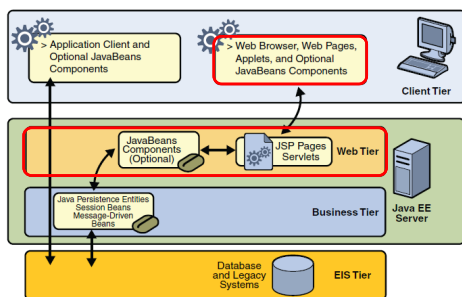 > Application Client and
Optional JavaBeans
Components
> Web Browser, Web Pages,
Applets, and Optional
JavaBeans Components
Client Tier
JavaBeans
Components
(Optional)
JSP Pages
Servlets
Web Tier
Java Persistence Entities
Session Beans
Message-Driven
Beans
Business Tier
Java EE
Server
Database
and Legacy
Systems
EIS Tier